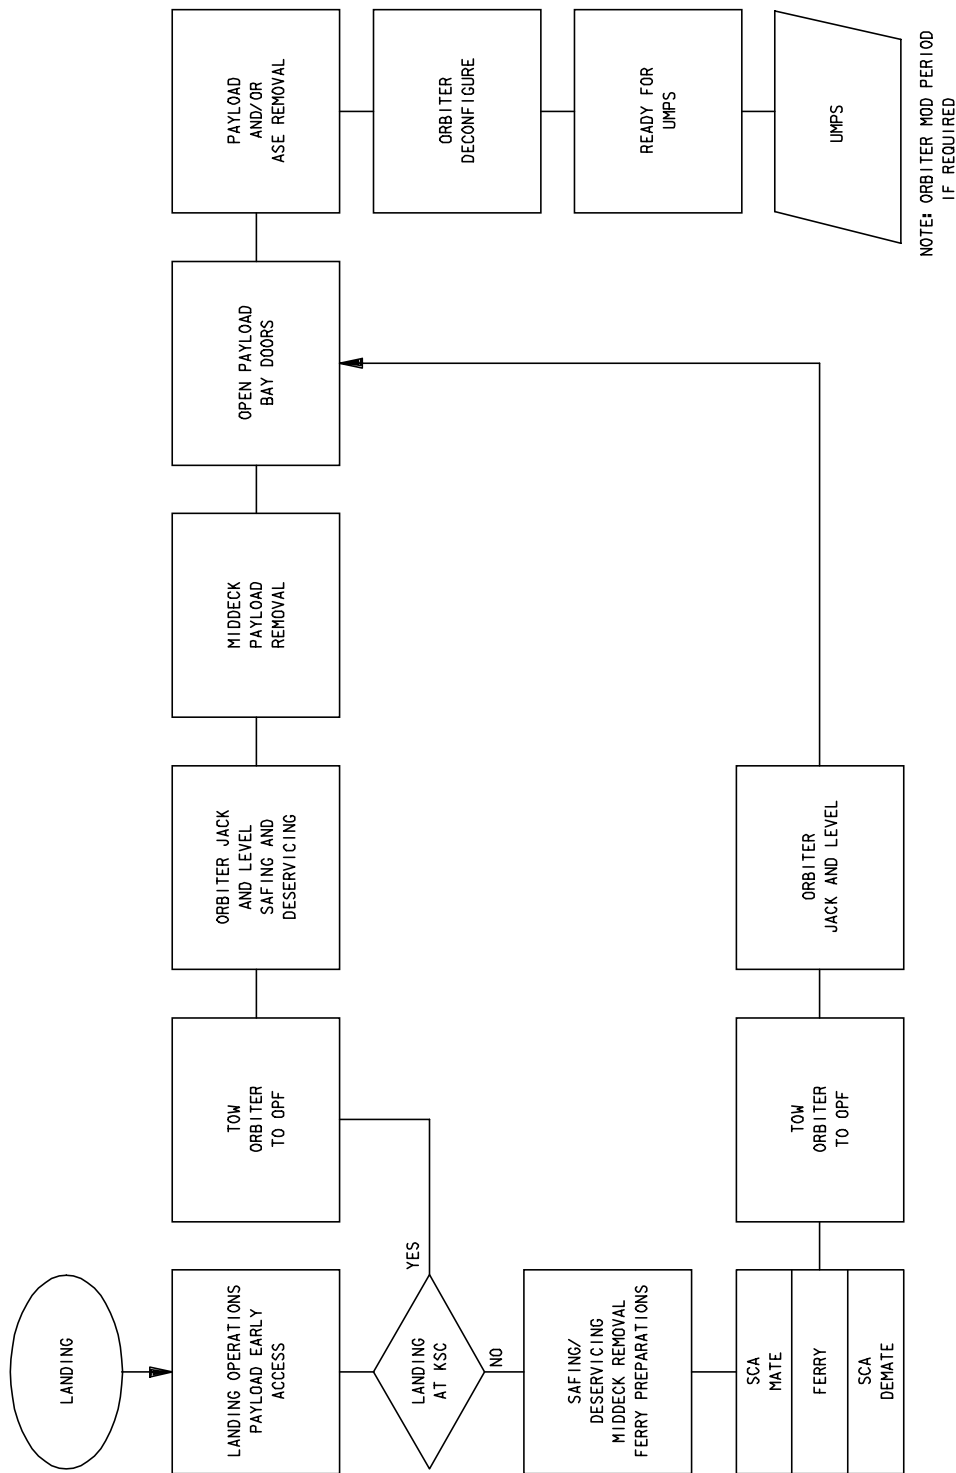 LANDING
LANDING OPERATIONS
PAYLOAD EARLY
ACCESS
LANDING
AT KSC
YES
NO
TOW
ORBITER
TO OPF
ORBITER JACK
AND LEVEL
SAFING AND
DESERVICING
MIDDECK
PAYLOAD
REMOVAL
OPEN PAYLOAD
BAY DOORS
PAYLOAD
AND/OR
ASE REMOVAL
ORBITER
DECONFIGURE
READY FOR
UMPS
UMPS
NOTE: ORBITER MOD PERIOD
IF REQUIRED
SAFING/
DESERVICING
MIDDECK REMOVAL
FERRY PREPARATIONS
SCA
MATE
FERRY
SCA
DEMATE
TOW
ORBITER
TO OPF
ORBITER
JACK AND LEVEL